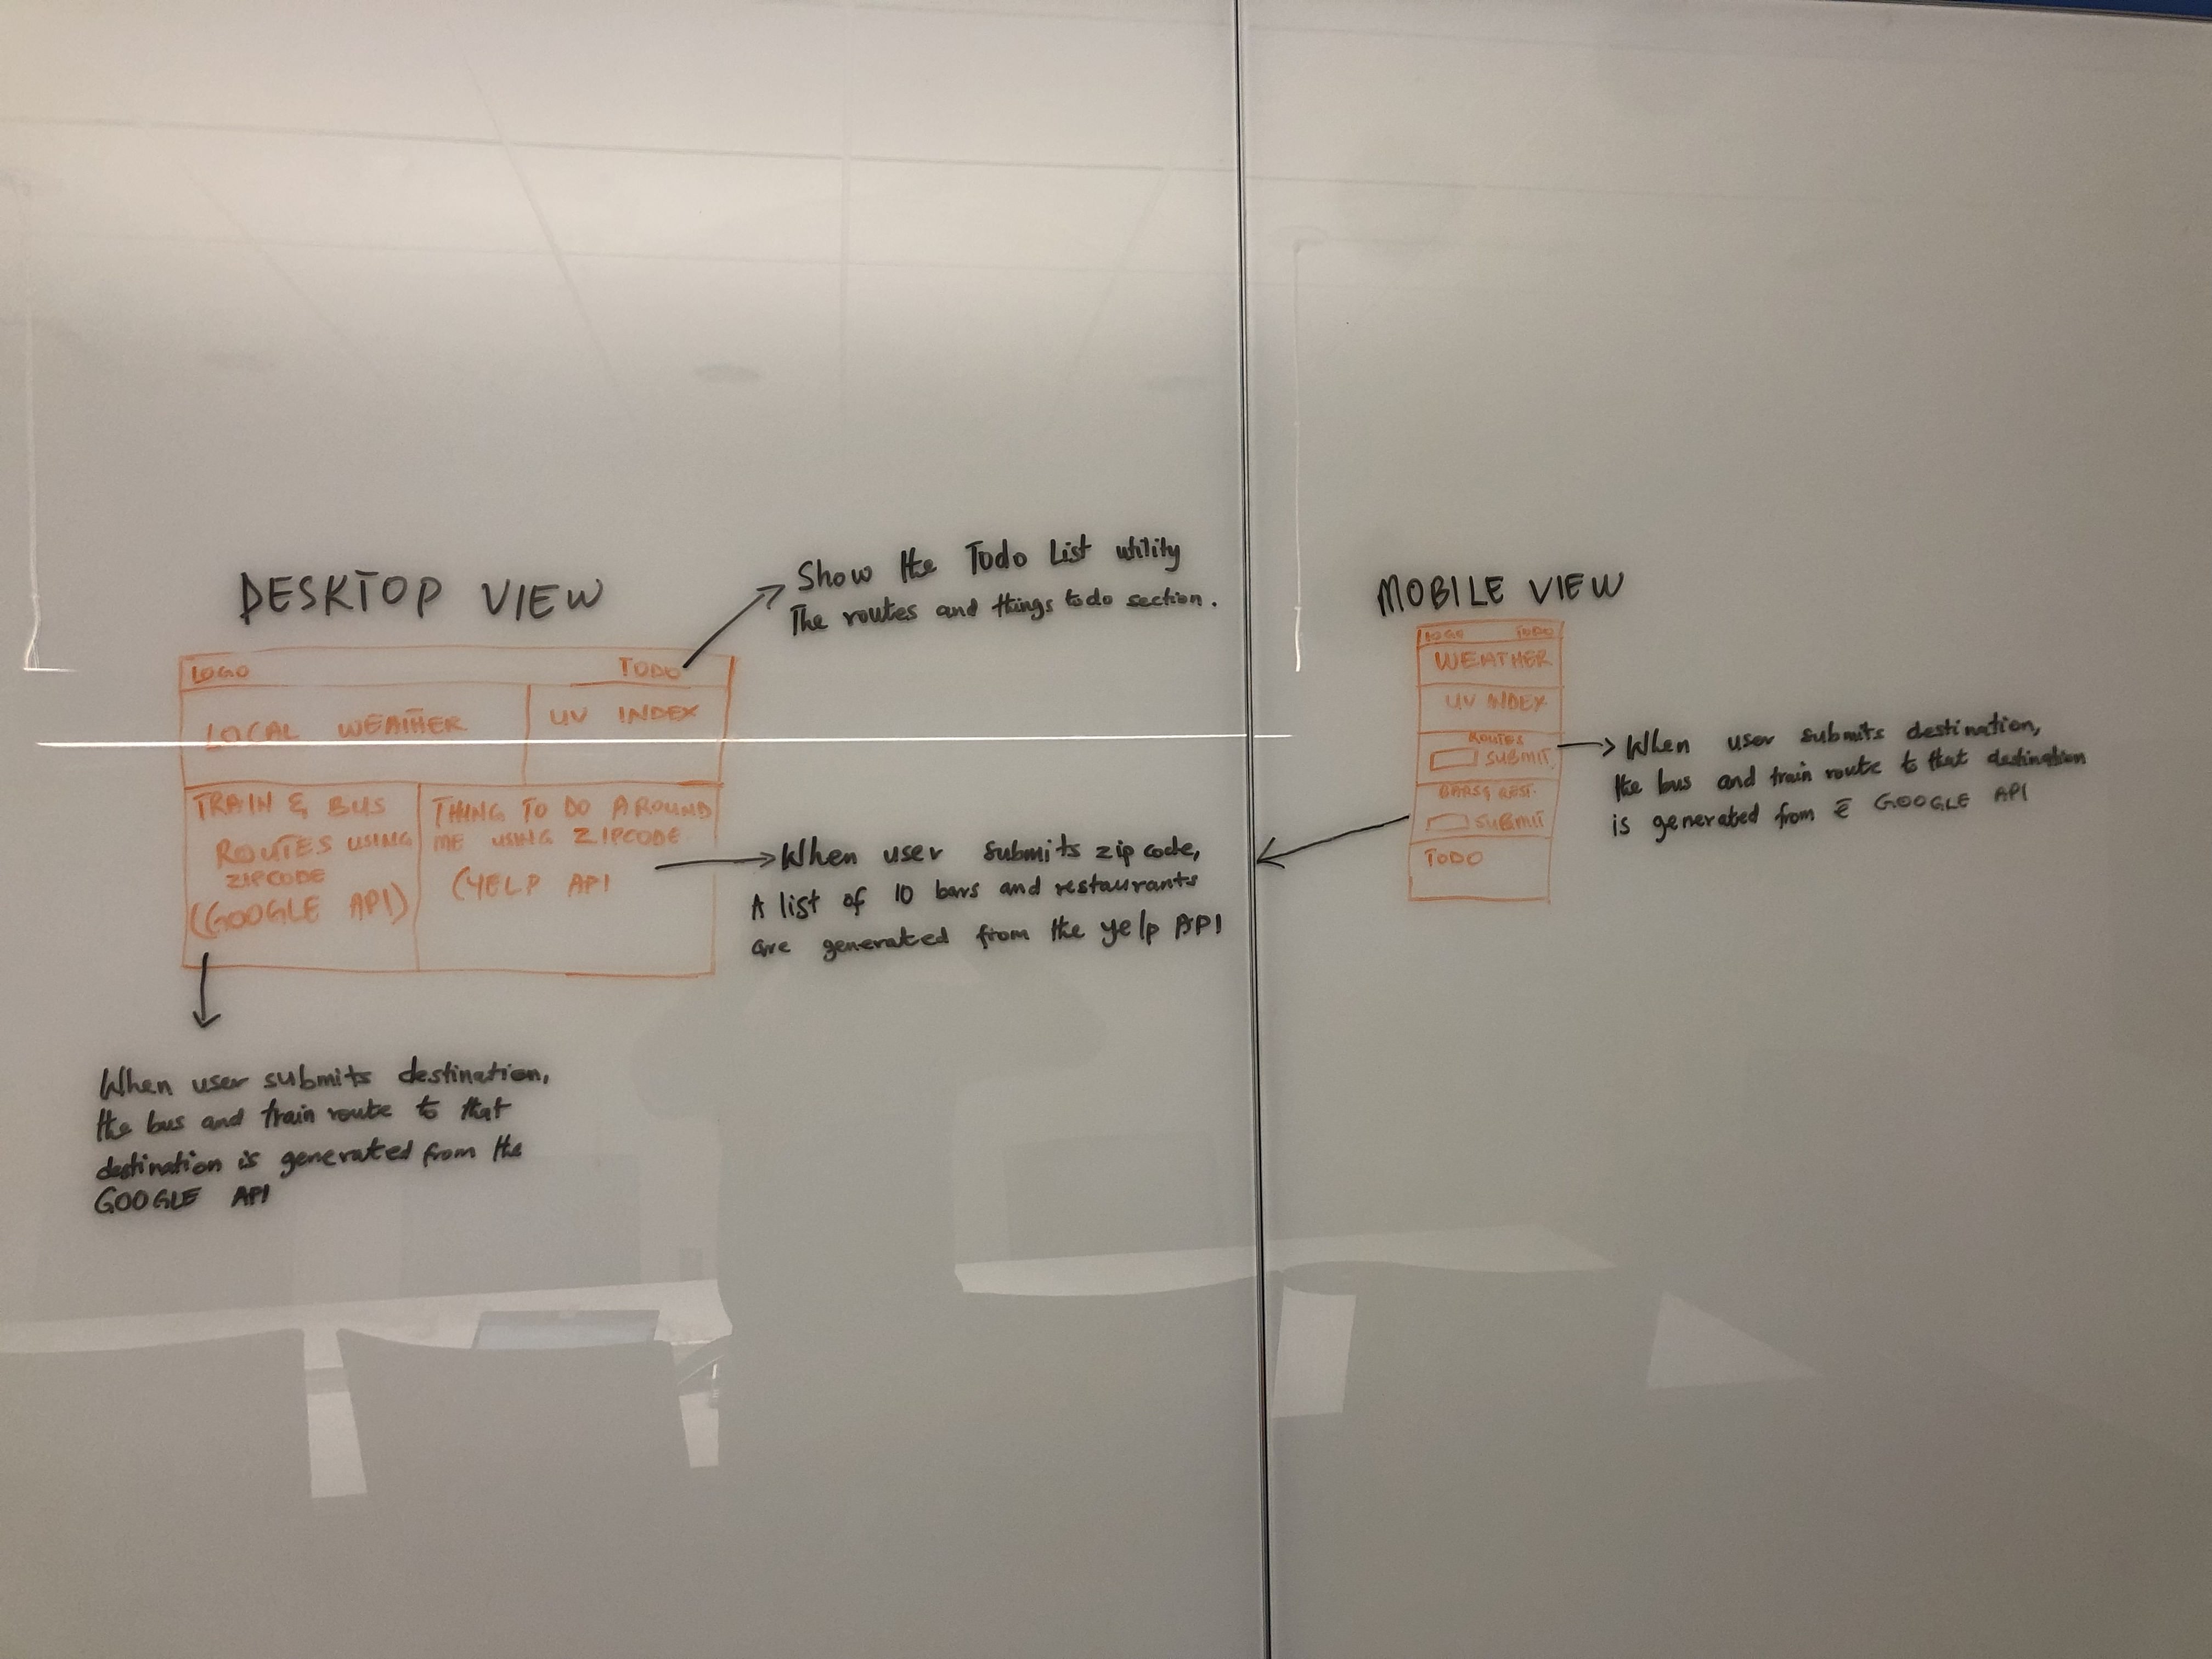 DESKTOP VIEW
LOGO TODO
LOCAL WEATHER UV INDEX
TRAIN & BUS
ROUTES USING
ZIPCODE
(GOOGLE API)
THING TO DO AROUND
ME USING ZIPCODE
(YELP API
Show the Todo List utility
The routes and things todo section.
When user submits zip code,
A list of 10 bars and restaurants
are generated from the yelp API
When user submits destination,
the bus and train route to that
destination is generated from the
GOOGLE API
MOBILE VIEW
LOGO TODO
WEATHER
UV INDEX
ROUTES
SUBMIT
BARS & REST.
SUBMIT
TODO
When user submits destination,
the bus and train route to that destination
is generated from GOOGLE API